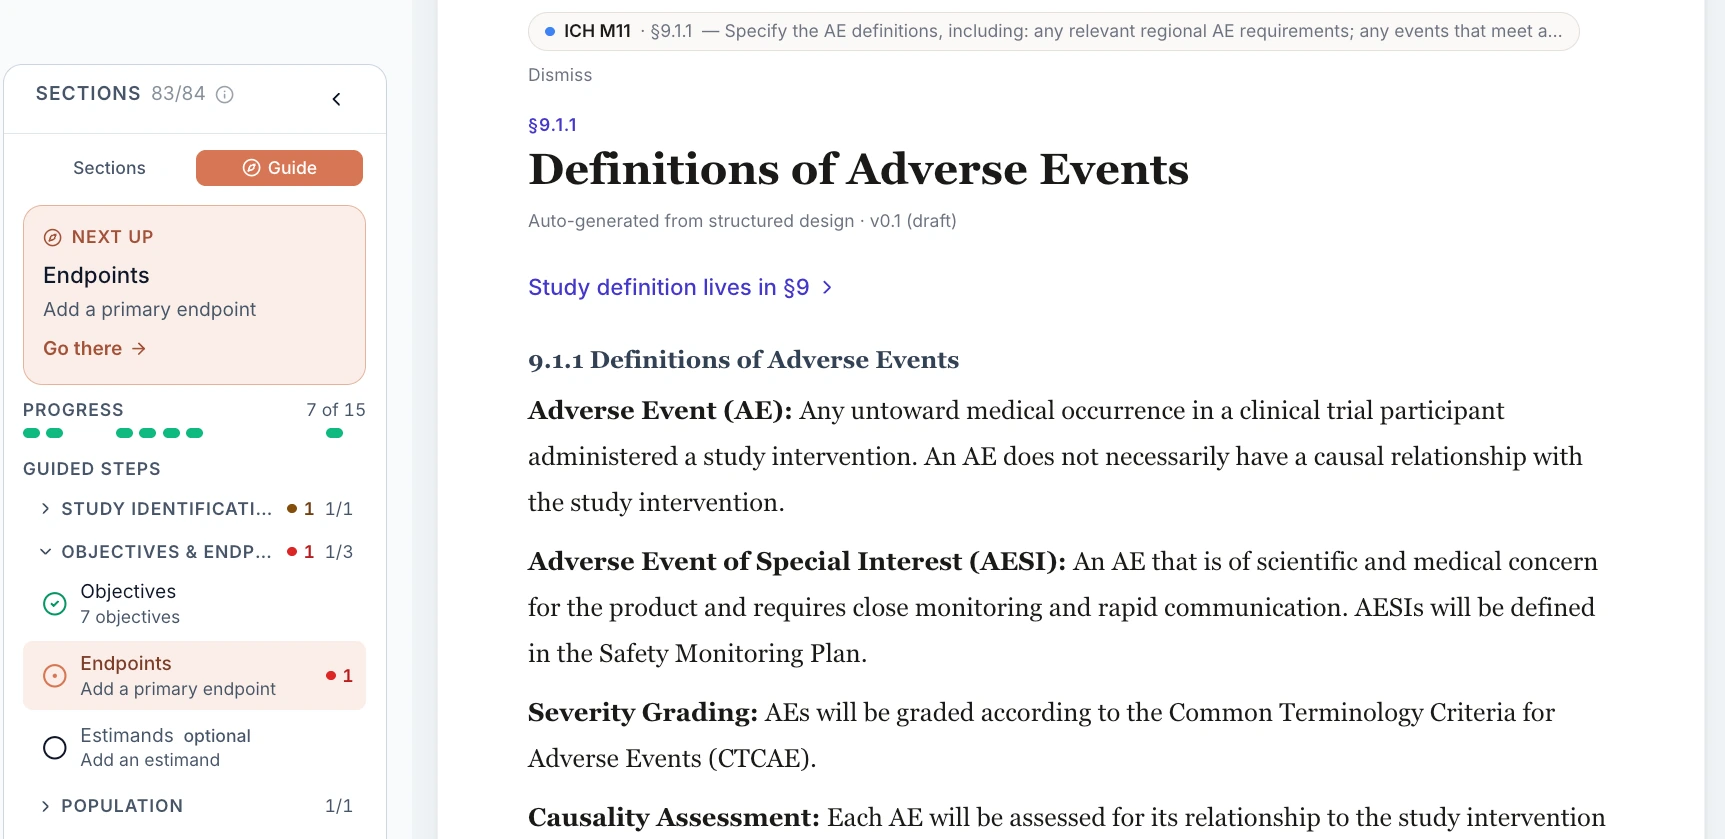 SECTIONS 83/84
Sections
Guide
NEXT UP
Endpoints
Add a primary endpoint
Go there →
PROGRESS 7 of 15
GUIDED STEPS
STUDY IDENTIFICATI... 1 1/1
OBJECTIVES & ENDP... 1 1/3
Objectives
7 objectives
Endpoints
Add a primary endpoint
1
Estimands optional
Add an estimand
POPULATION 1/1
ICH M11 · §9.1.1 — Specify the AE definitions, including: any relevant regional AE requirements; any events that meet a...
Dismiss
§9.1.1
Definitions of Adverse Events
Auto-generated from structured design · v0.1 (draft)
Study definition lives in §9 >
9.1.1 Definitions of Adverse Events
Adverse Event (AE): Any untoward medical occurrence in a clinical trial participant
administered a study intervention. An AE does not necessarily have a causal relationship with
the study intervention.
Adverse Event of Special Interest (AESI): An AE that is of scientific and medical concern
for the product and requires close monitoring and rapid communication. AESIs will be defined
in the Safety Monitoring Plan.
Severity Grading: AEs will be graded according to the Common Terminology Criteria for
Adverse Events (CTCAE).
Causality Assessment: Each AE will be assessed for its relationship to the study intervention